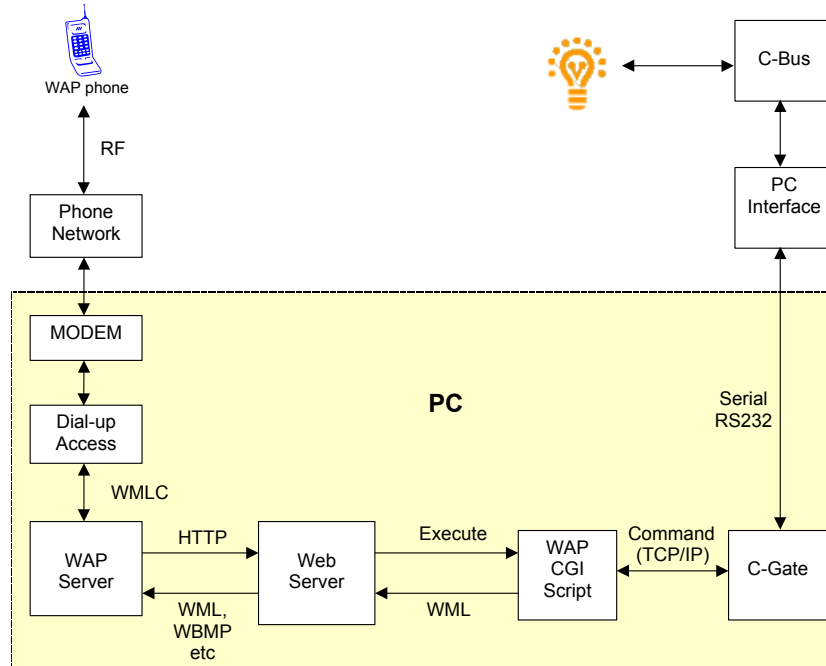 WAP phone
C-Bus
RF
Phone
Network
PC
Interface
MODEM
Dial-up
Access
PC
Serial
RS232
WMLC
WAP
Server
HTTP
WML,
WBMP
etc
Web
Server
Execute
WML
WAP
CGI
Script
Command
(TCP/IP)
C-Gate